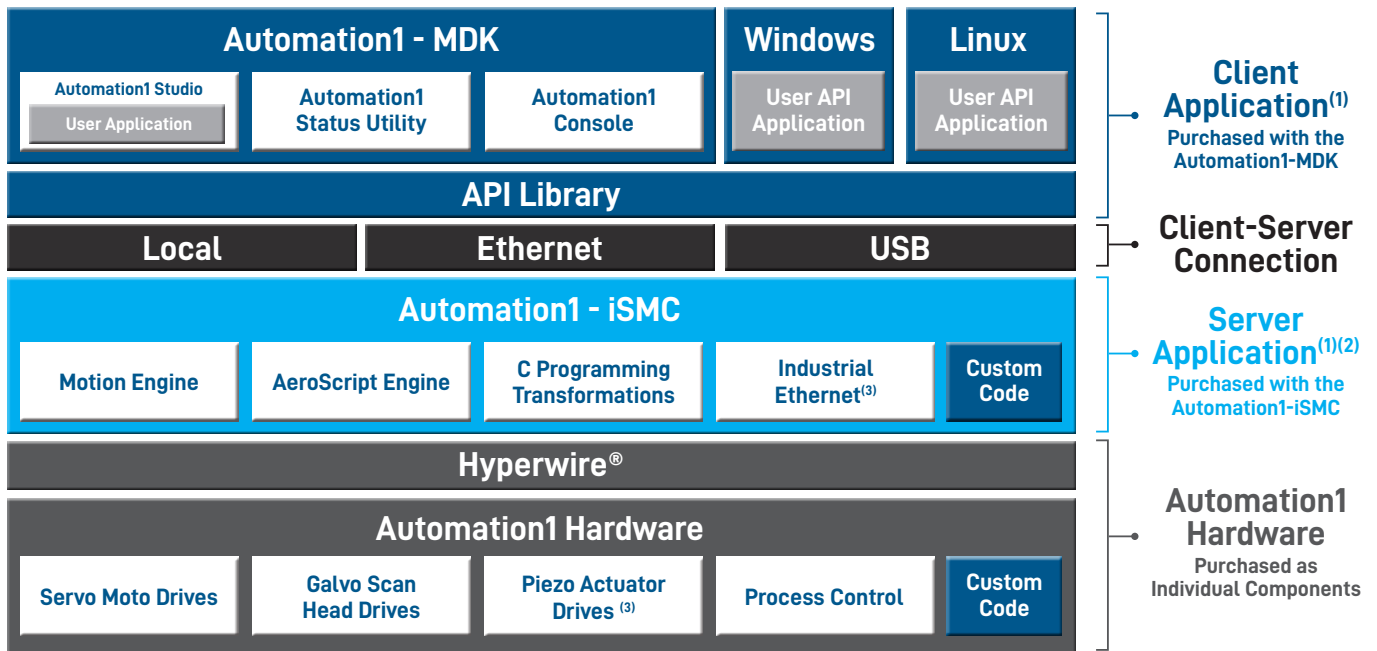 Automation1 - MDK
Windows
Linux
Automation1 Studio
User Application
Automation1
Status Utility
Automation1
Console
User API
Application
User API
Application
API Library
Client
Application(1)
Purchased with the
Automation1-MDK
Local
Ethernet
USB
Client-Server
Connection
Automation1 - iSMC
Motion Engine
AeroScript Engine
C Programming
Transformations
Industrial
Ethernet(3)
Custom
Code
Server
Application(1)(2)
Purchased with the
Automation1-iSMC
Hyperwire®
Automation1 Hardware
Servo Moto Drives
Galvo Scan
Head Drives
Piezo Actuator
Drives (3)
Process Control
Custom
Code
Automation1
Hardware
Purchased as
Individual Components